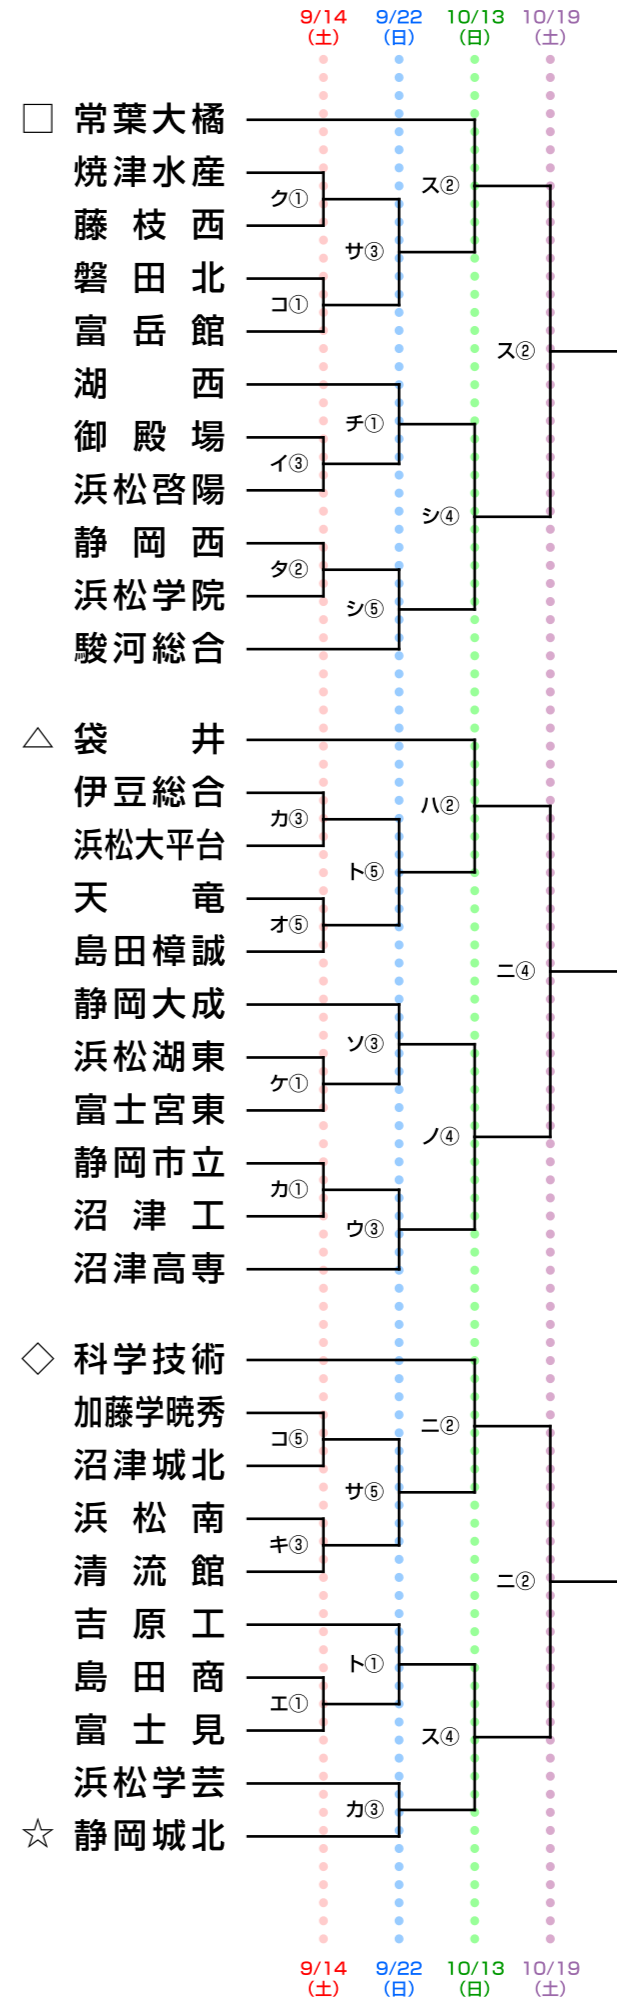 9/14 9/22 10/13 10/19
(土) (日) (日) (土)
□ 常葉大橘
焼津水産
ク①
ス②
藤枝西
サ③
磐田北
コ①
富岳館
ス②
湖西
チ①
御殿場
イ③
浜松啓陽
シ④
静岡西
タ②
浜松学院
シ⑤
駿河総合
△ 袋井
伊豆総合
カ③
ハ②
浜松大平台
ト⑤
天竜
オ⑤
島田樟誠
ニ④
静岡大成
ソ③
浜松湖東
ケ①
富士宮東
ノ④
静岡市立
カ①
沼津工
ウ③
沼津高専
◇ 科学技術
加藤学暁秀
コ⑤
ニ②
沼津城北
サ⑤
浜松南
キ③
清流館
ニ②
吉原工
ト①
島田商
エ①
富士見
ス④
浜松学芸
カ③
☆ 静岡城北
9/14 9/22 10/13 10/19
(土) (日) (日) (土)